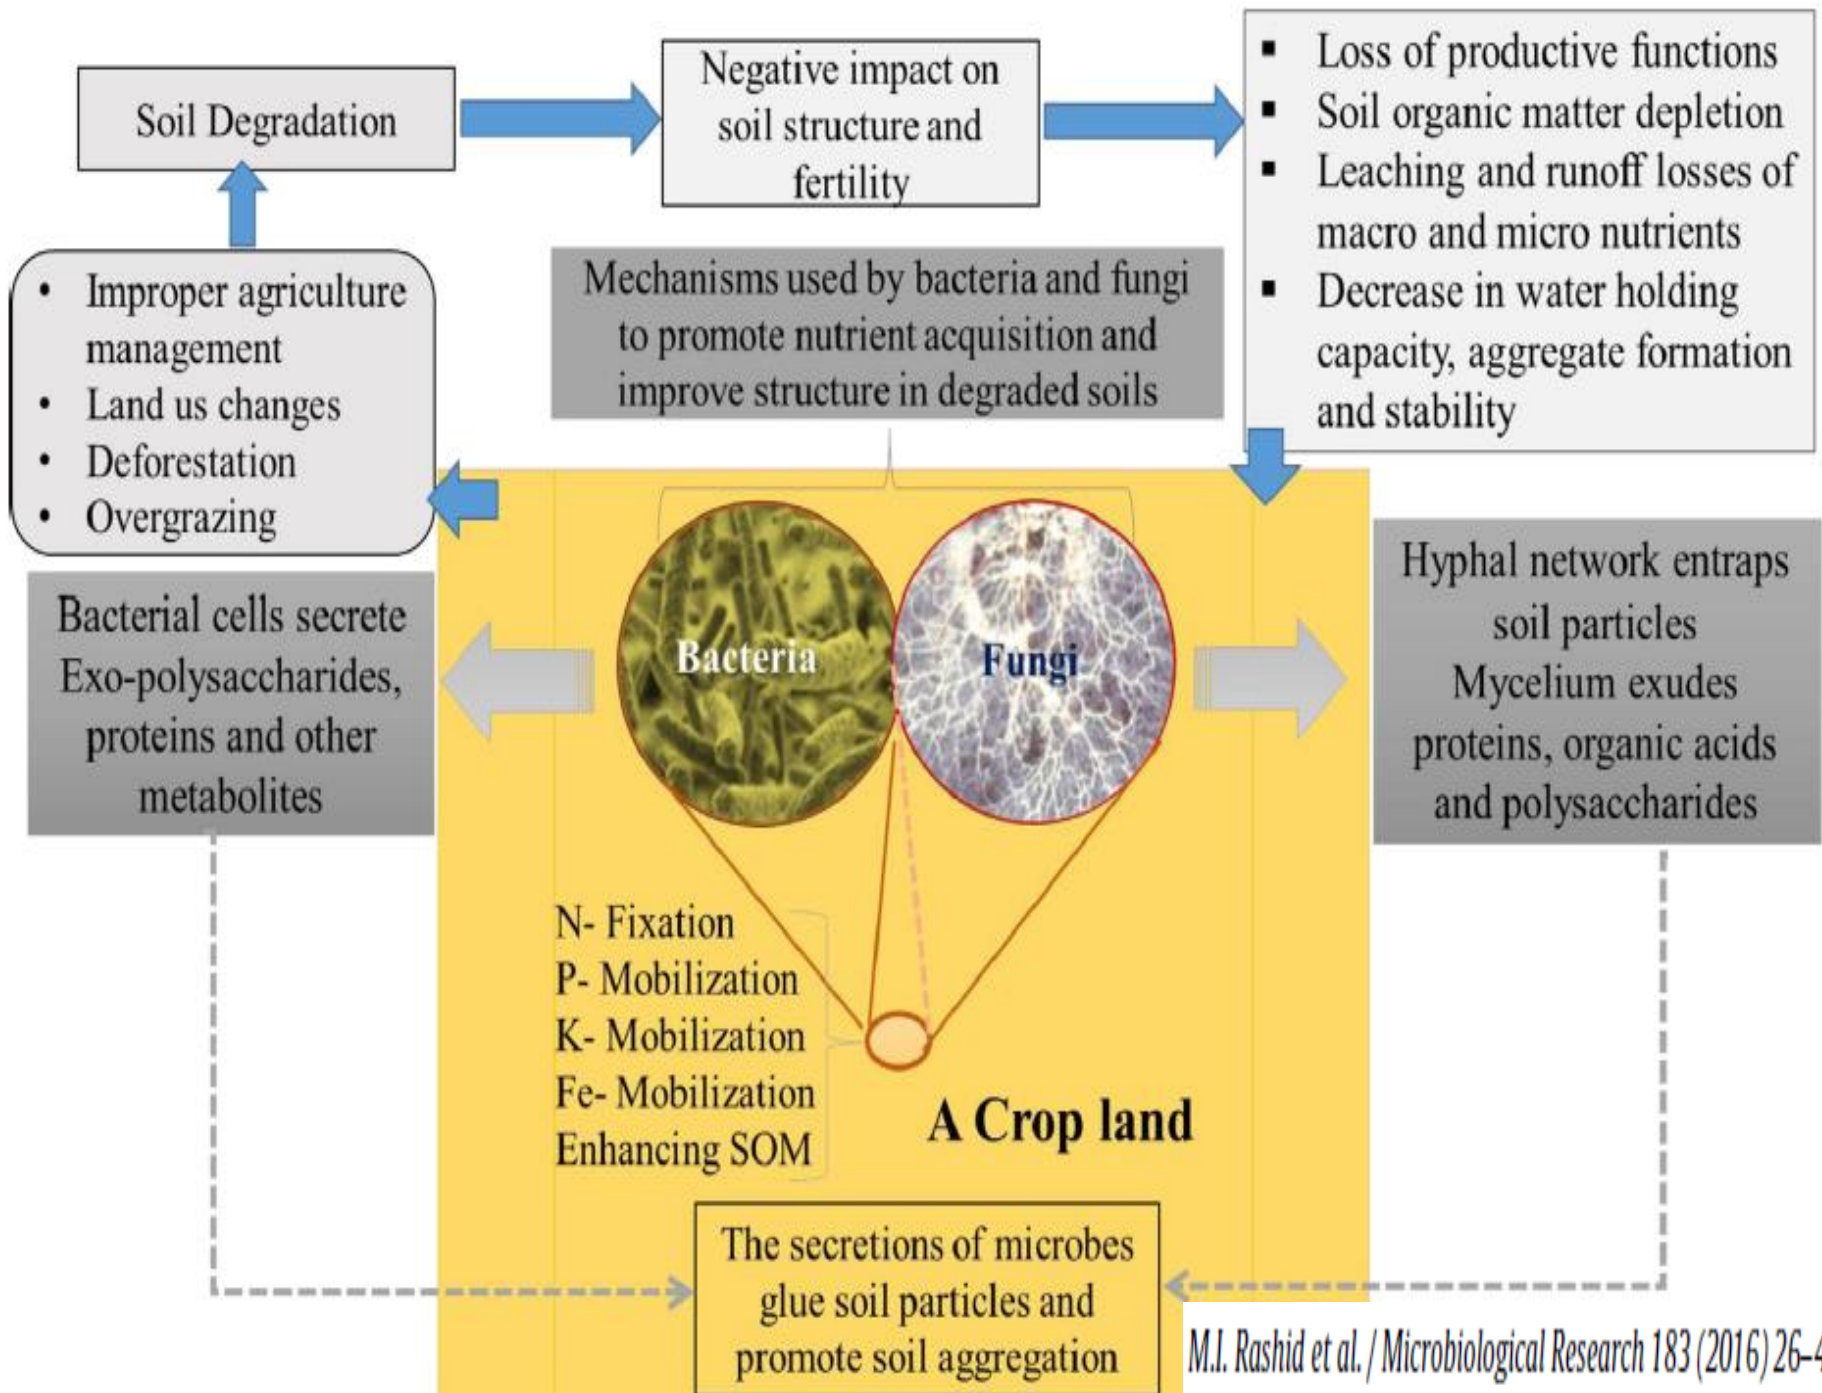 Soil Degradation
Negative impact on
soil structure and
fertility
▪ Loss of productive functions
▪ Soil organic matter depletion
▪ Leaching and runoff losses of
macro and micro nutrients
▪ Decrease in water holding
capacity, aggregate formation
and stability
• Improper agriculture
management
• Land us changes
• Deforestation
• Overgrazing
Mechanisms used by bacteria and fungi
to promote nutrient acquisition and
improve structure in degraded soils
Bacterial cells secrete
Exo-polysaccharides,
proteins and other
metabolites
Bacteria
Fungi
Hyphal network entraps
soil particles
Mycelium exudes
proteins, organic acids
and polysaccharides
N- Fixation
P- Mobilization
K- Mobilization
Fe- Mobilization
Enhancing SOM
A Crop land
The secretions of microbes
glue soil particles and
promote soil aggregation
M.I. Rashid et al. / Microbiological Research 183 (2016) 26–4